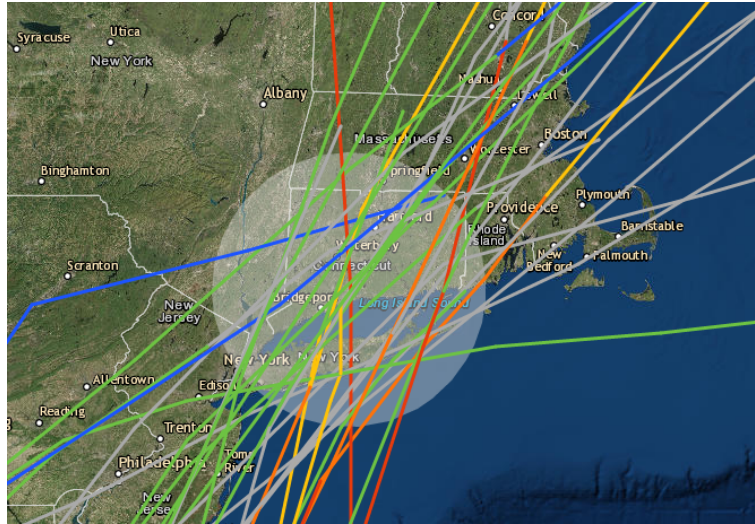 Concord
Syracuse
Utica
New York
Nashu
Albany
Lowell
Massachusetts
Boston
Worcester
Binghamton
Springfield
Plymouth
Providence
Hartford
Rhode
Island
Barnstable
Waterbury
New
Bedford
Falmouth
Scranton
Connecticut
New
Jersey
Bridgepor
Long Island Sound
New York
New York
Allentown
Edison
Reading
g
Trenton
Toms
River
Philadelphia
New
Jersey